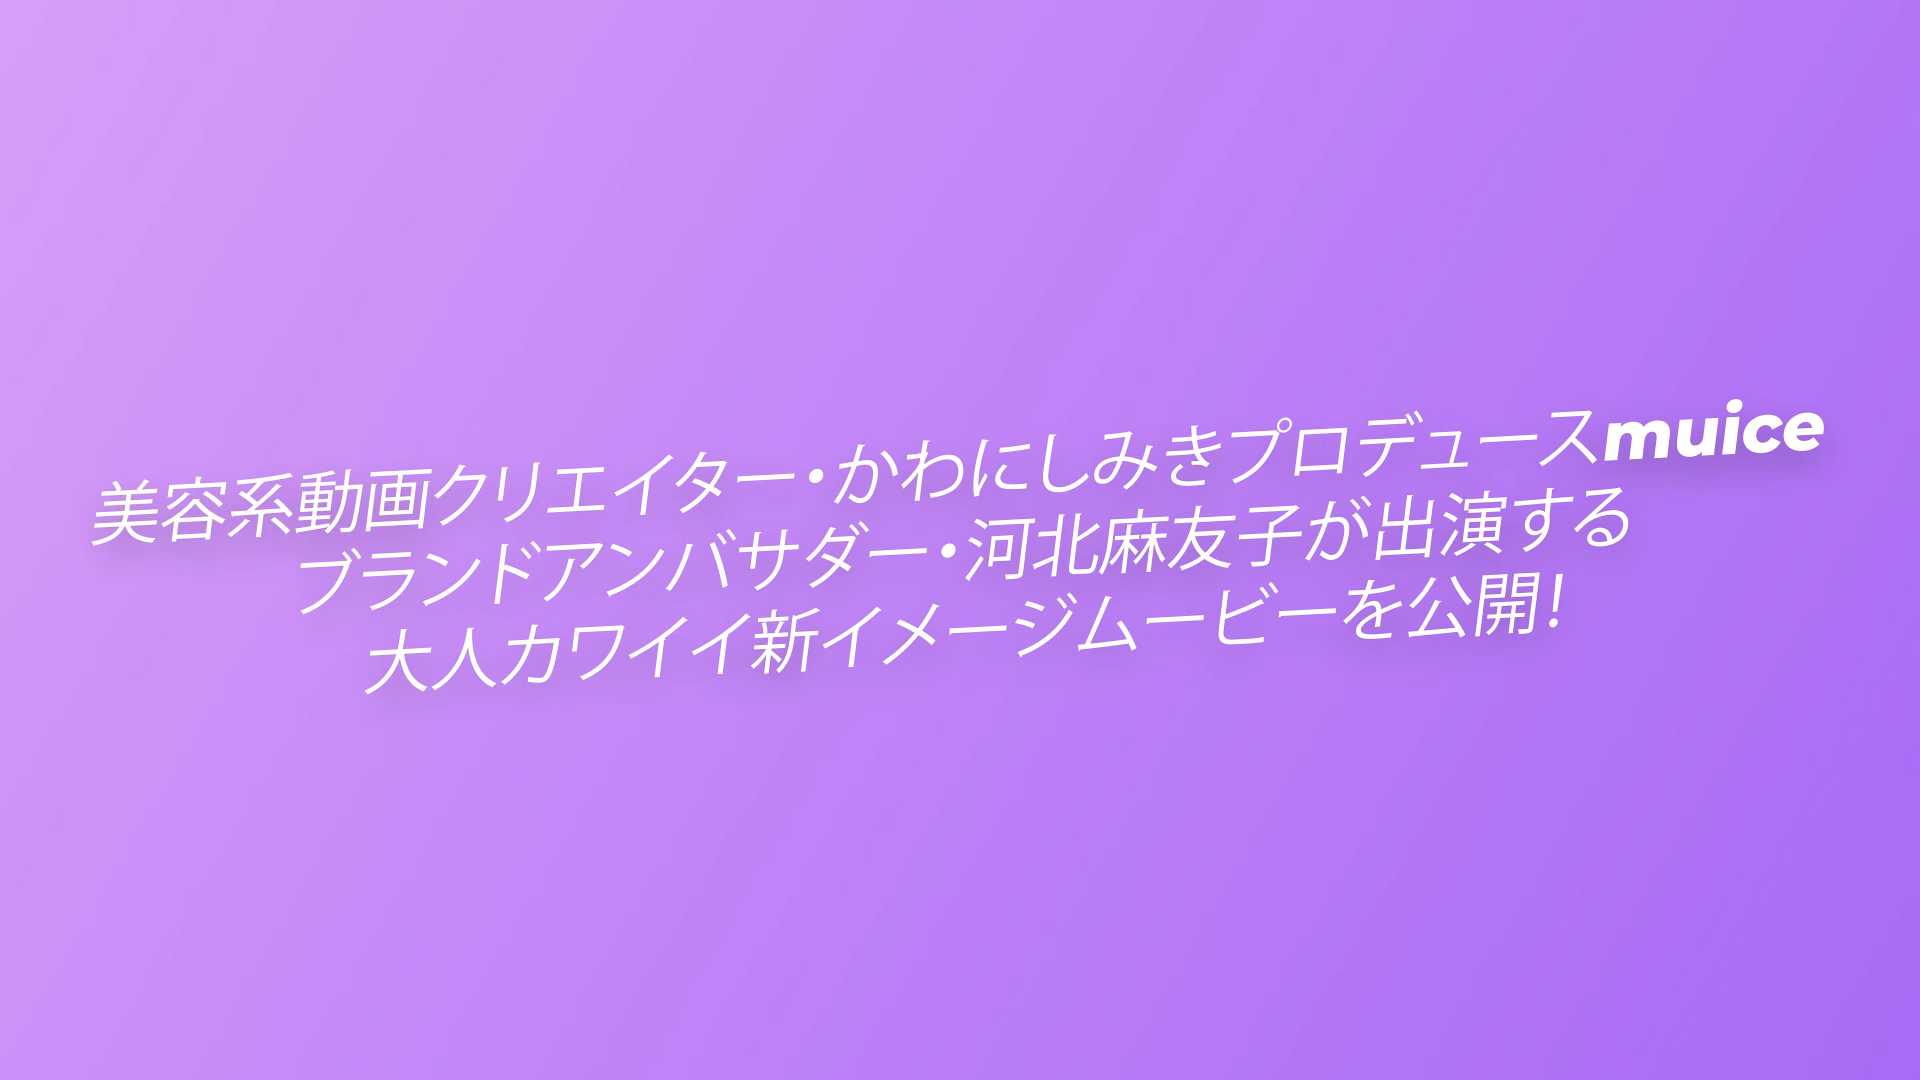 美容系動画クリエイター・かわにしみきプロデュースmuice
ブランドアンバサダー・河北麻友子が出演する
大人カワイイ新イメージムービーを公開！